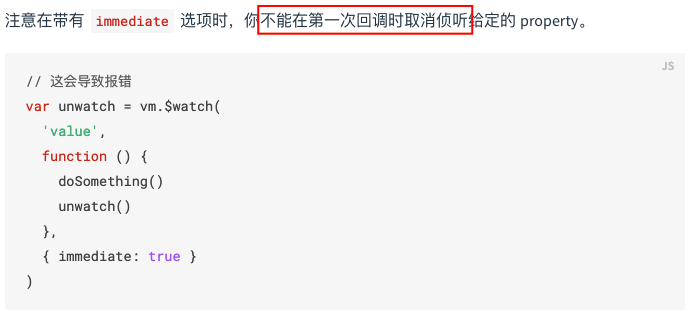 注意在带有 immediate 选项时，你不能在第一次回调时取消侦听给定的 property。
JS
// 这会导致报错
var unwatch = vm.$watch(
  'value',
  function () {
    doSomething()
    unwatch()
  },
  { immediate: true }
)